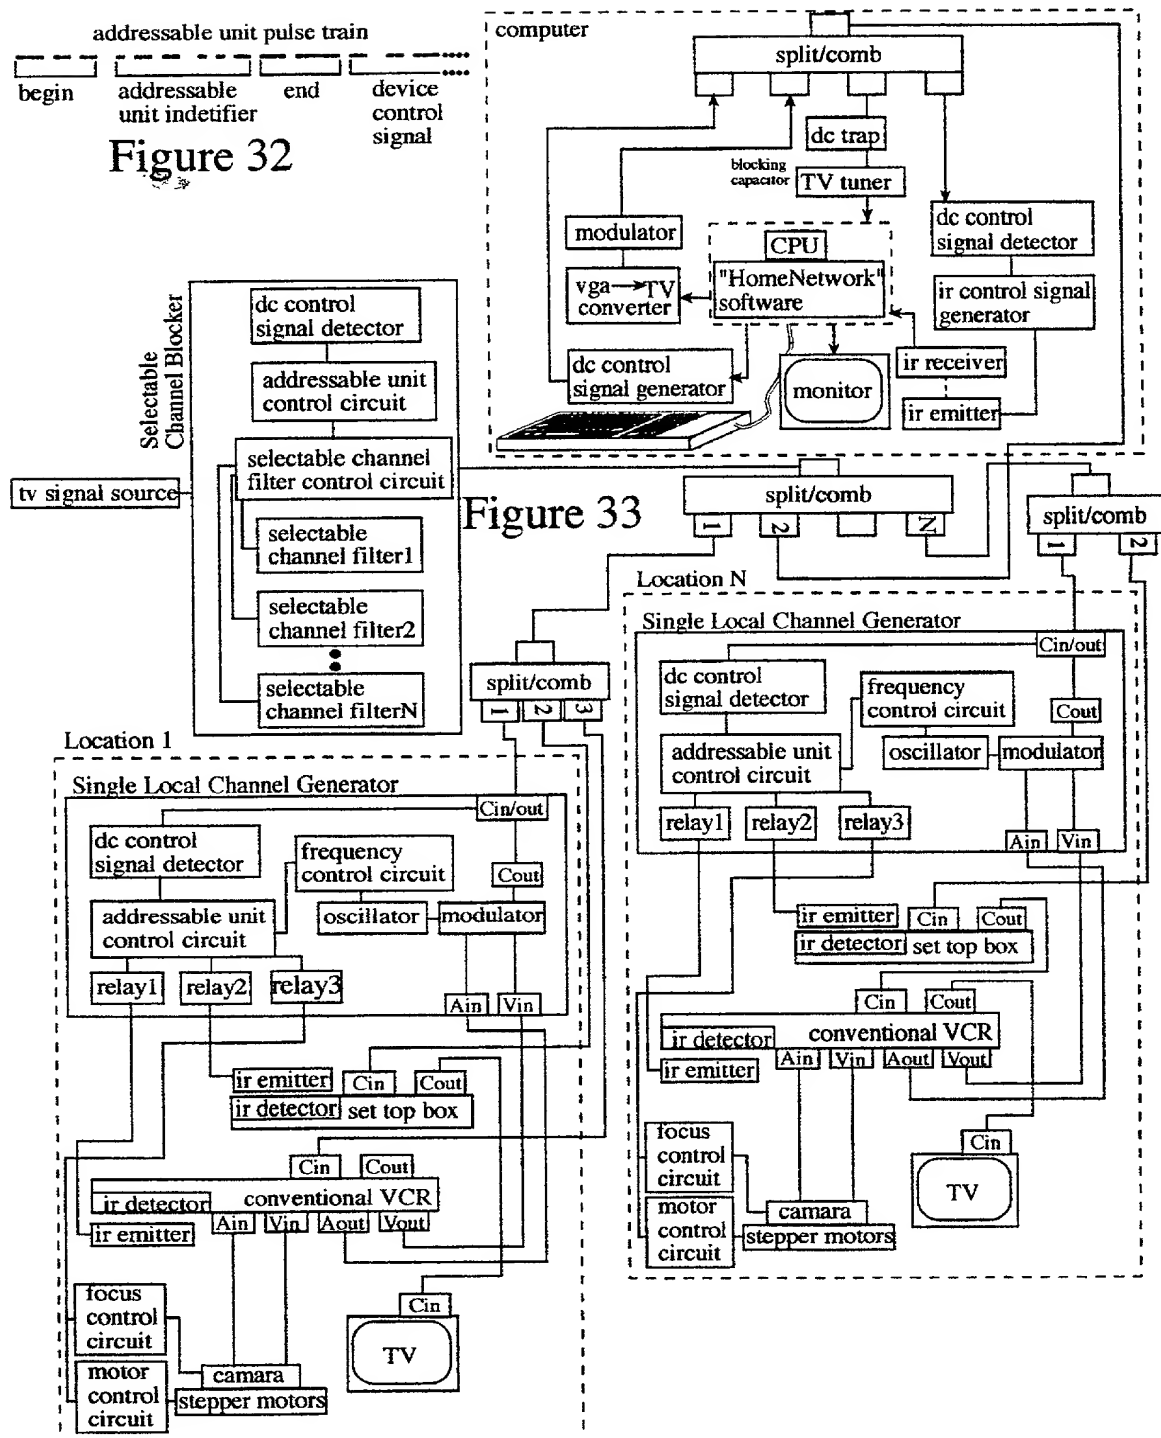 addressable unit pulse train
begin
addressable
unit indetifier
end
device
control
signal
Figure 32
computer
split/comb
dc trap
blocking
capacitor
TV tuner
modulator
CPU
"HomeNetwork"
software
vga→TV
converter
dc control
signal detector
ir control signal
generator
dc control
signal generator
monitor
ir receiver
ir emitter
Selectable
Channel Blocker
dc control
signal detector
addressable unit
control circuit
selectable channel
filter control circuit
tv signal source
selectable
channel filter1
selectable
channel filter2
selectable
channel filterN
Figure 33
split/comb
1
2
N
split/comb
1
2
split/comb
1
2
3
Location 1
Single Local Channel Generator
Cin/out
dc control
signal detector
frequency
control circuit
Cout
addressable unit
control circuit
oscillator
modulator
relay1
relay2
relay3
Ain
Vin
ir emitter
Cin
Cout
ir detector
set top box
Cin
Cout
ir detector
conventional VCR
ir emitter
Ain
Vin
Aout
Vout
focus
control
circuit
motor
control
circuit
camara
stepper motors
Cin
TV
Location N
Single Local Channel Generator
Cin/out
dc control
signal detector
frequency
control circuit
Cout
addressable unit
control circuit
oscillator
modulator
relay1
relay2
relay3
Ain
Vin
ir emitter
Cin
Cout
ir detector
set top box
Cin
Cout
ir detector
conventional VCR
ir emitter
Ain
Vin
Aout
Vout
focus
control
circuit
motor
control
circuit
camara
stepper motors
Cin
TV